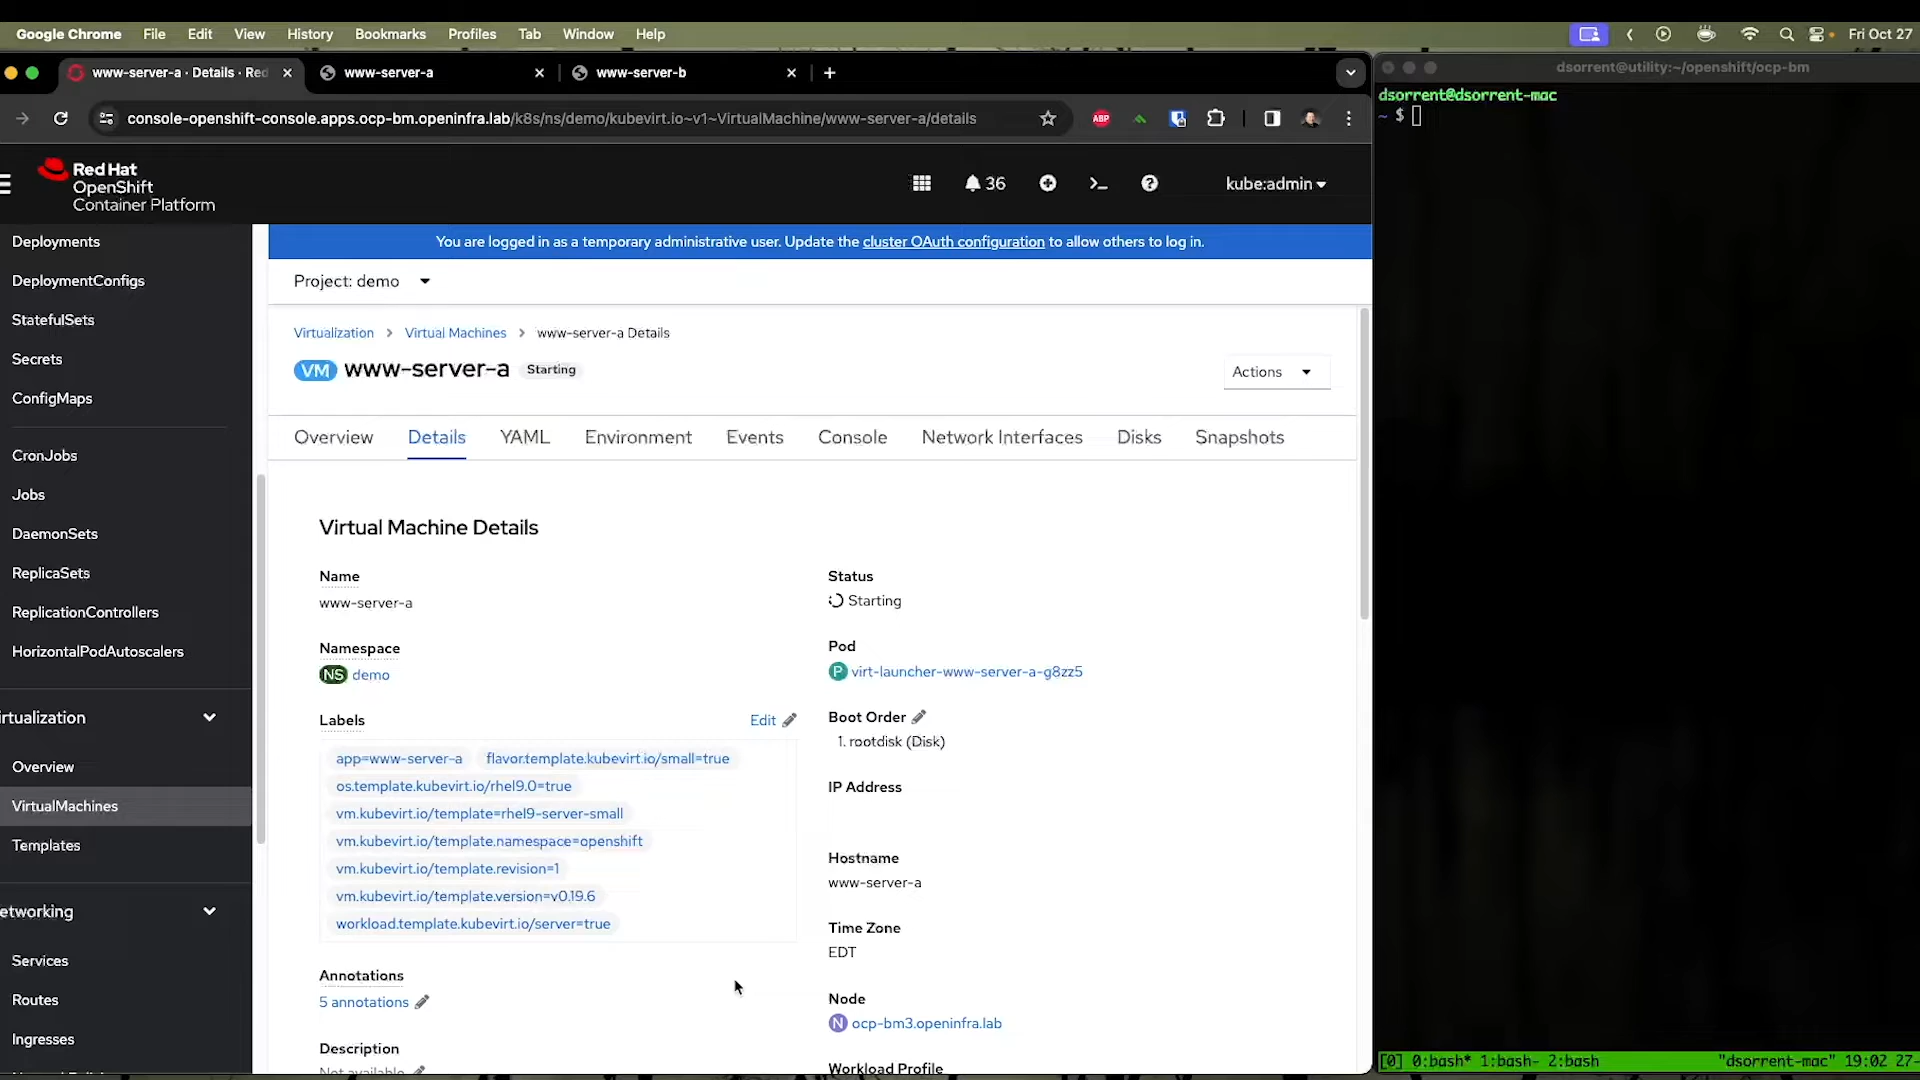 Google Chrome File Edit View History Bookmarks Profiles Tab Window Help Fri Oct 27
www-server-a · Details · Red
www-server-a
www-server-b
dsorrent@utility:~/openshift/ocp-bm
console-openshift-console.apps.ocp-bm.openinfra.lab/k8s/ns/demo/kubevirt.io~v1~VirtualMachine/www-server-a/details
ABP
dsorrent@dsorrent-mac
~ $
Red Hat
OpenShift
Container Platform
36
kube:admin
You are logged in as a temporary administrative user. Update the cluster OAuth configuration to allow others to log in.
Deployments
DeploymentConfigs
StatefulSets
Secrets
ConfigMaps
CronJobs
Jobs
DaemonSets
ReplicaSets
ReplicationControllers
HorizontalPodAutoscalers
irtualization
Overview
VirtualMachines
Templates
etworking
Services
Routes
Ingresses
Project: demo
Virtualization > Virtual Machines > www-server-a Details
VM www-server-a Starting
Actions
Overview Details YAML Environment Events Console Network Interfaces Disks Snapshots
Virtual Machine Details
Name
www-server-a
Namespace
NS demo
Labels Edit
app=www-server-a flavor.template.kubevirt.io/small=true
os.template.kubevirt.io/rhel9.0=true
vm.kubevirt.io/template=rhel9-server-small
vm.kubevirt.io/template.namespace=openshift
vm.kubevirt.io/template.revision=1
vm.kubevirt.io/template.version=v0.19.6
workload.template.kubevirt.io/server=true
Annotations
5 annotations
Description
Not available
Status
Starting
Pod
P virt-launcher-www-server-a-g8zz5
Boot Order
1. rootdisk (Disk)
IP Address
Hostname
www-server-a
Time Zone
EDT
Node
N ocp-bm3.openinfra.lab
Workload Profile
[0] 0:bash* 1:bash- 2:bash "dsorrent-mac" 19:02 27-